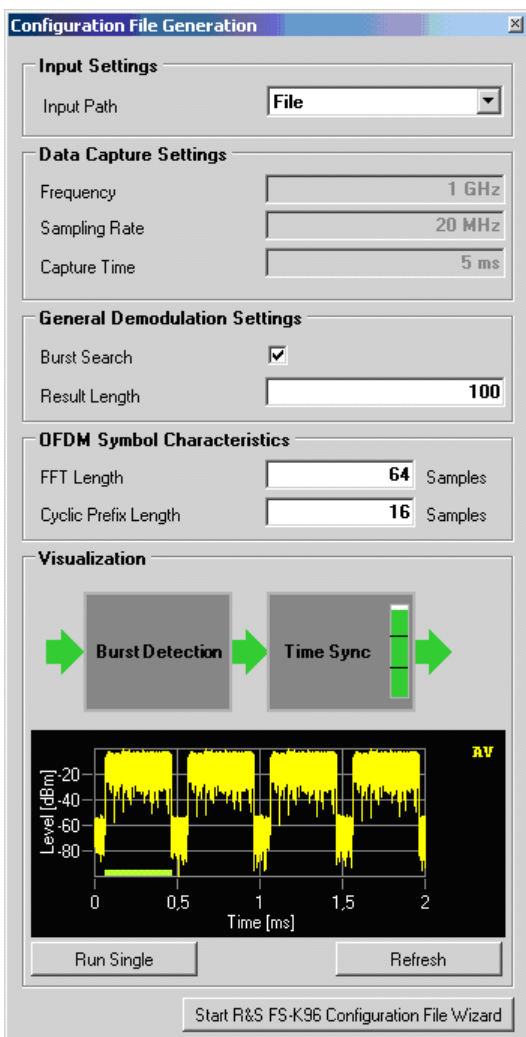 Configuration File Generation
Input Settings
Input Path File
Data Capture Settings
Frequency 1 GHz
Sampling Rate 20 MHz
Capture Time 5 ms
General Demodulation Settings
Burst Search
Result Length 100
OFDM Symbol Characteristics
FFT Length 64 Samples
Cyclic Prefix Length 16 Samples
Visualization
Burst Detection Time Sync
AV
Level [dBm]
-20
-40
-60
-80
0 0,5 1 1,5 2
Time [ms]
Run Single Refresh
Start R&S FS-K96 Configuration File Wizard